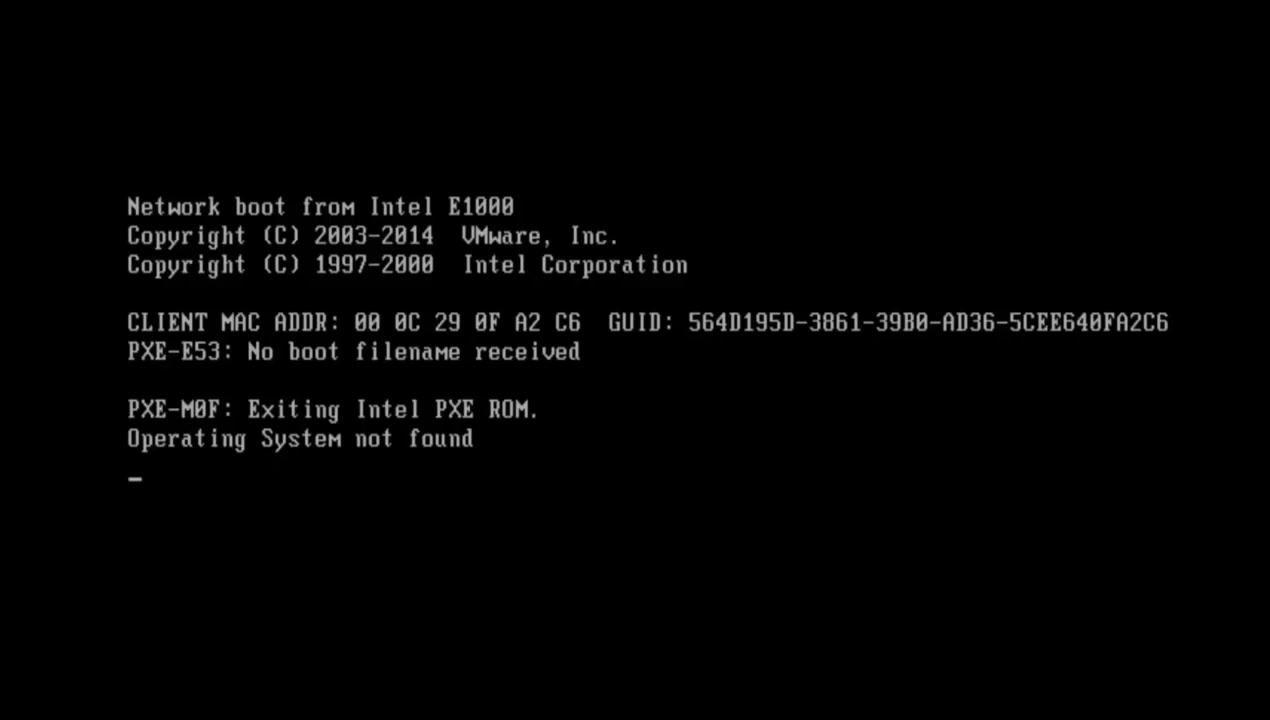 Network boot from Intel E1000
Copyright (C) 2003-2014  VMware, Inc.
Copyright (C) 1997-2000  Intel Corporation
CLIENT MAC ADDR: 00 0C 29 0F A2 C6  GUID: 564D195D-3861-39B0-AD36-5CEE640FA2C6
PXE-E53: No boot filename received
PXE-M0F: Exiting Intel PXE ROM.
Operating System not found